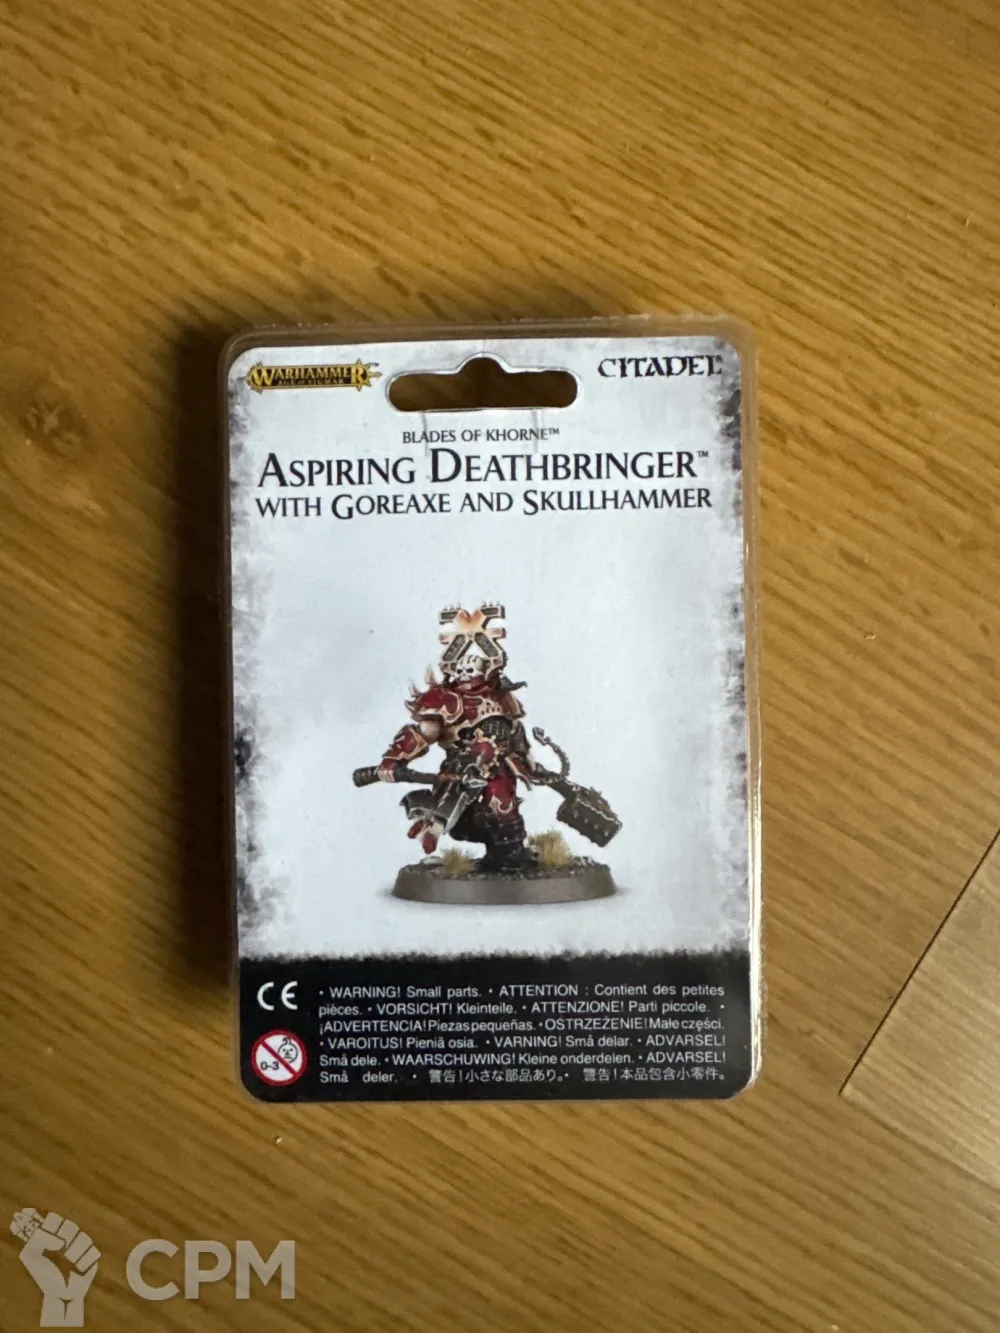 WARHAMMER
AGE OF SIGMAR
CITADEL
BLADES OF KHORNE™
ASPIRING DEATHBRINGER™
WITH GOREAXE AND SKULLHAMMER
CE
• WARNING! Small parts. • ATTENTION : Contient des petites
pièces. • VORSICHT! Kleinteile. • ATTENZIONE! Parti piccole. •
¡ADVERTENCIA! Piezas pequeñas. • OSTRZEŻENIE! Małe części.
• VAROITUS! Pieniä osia. • VARNING! Små delar. • ADVARSEL!
0-3
Små dele. • WAARSCHUWING! Kleine onderdelen. • ADVARSEL!
Små deler. • 警告!小さな部品あり。• 警告!本品包含小零件。
CPM